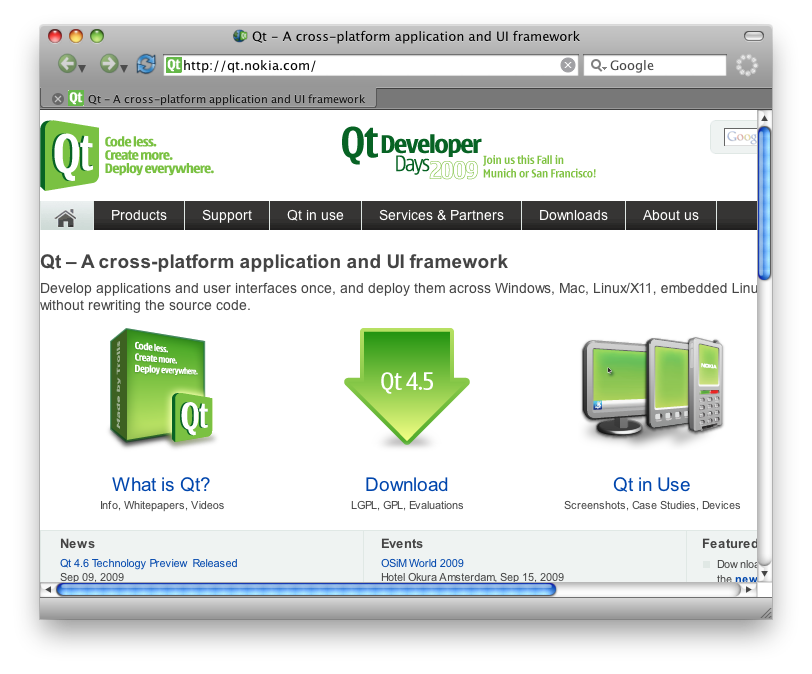 Qt – A cross-platform application and UI framework
Qt http://qt.nokia.com/
Google
Qt Qt – A cross-platform application and UI framework
Qt
Code less.
Create more.
Deploy everywhere.
Qt Developer
Days 2009
Join us this Fall in
Munich or San Francisco!
Goog
Products Support Qt in use Services & Partners Downloads About us
Qt – A cross-platform application and UI framework
Develop applications and user interfaces once, and deploy them across Windows, Mac, Linux/X11, embedded Linu
without rewriting the source code.
Made by Trolls
Code less.
Create more.
Deploy everywhere.
Qt
Qt 4.5
NOKIA
What is Qt? Download Qt in Use
Info, Whitepapers, Videos LGPL, GPL, Evaluations Screenshots, Case Studies, Devices
News Events Featured
Qt 4.6 Technology Preview Released OSiM World 2009 Downloa
Sep 09, 2009 Hotel Okura Amsterdam, Sep 15, 2009 the new